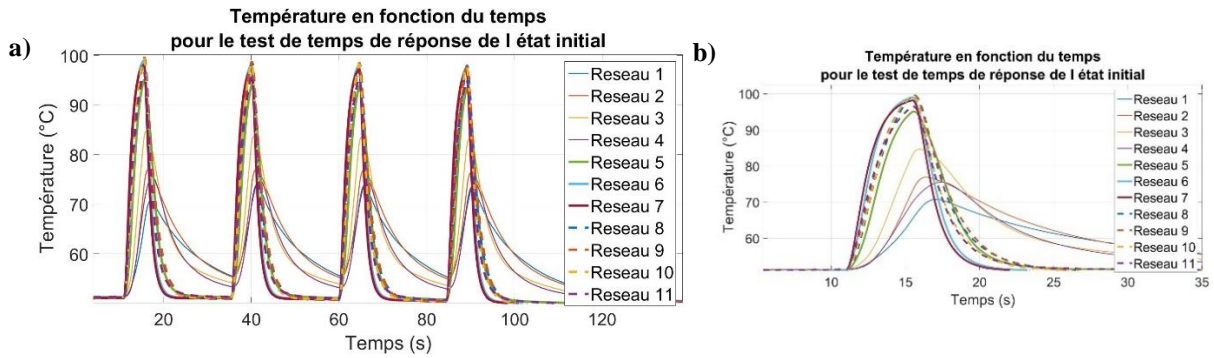 a)
Température en fonction du temps
pour le test de temps de réponse de l état initial
Température (°C)
100
90
80
70
60
20
40
60
80
100
120
Temps (s)
Reseau 1
Reseau 2
Reseau 3
Reseau 4
Reseau 5
Reseau 6
Reseau 7
Reseau 8
Reseau 9
Reseau 10
Reseau 11
b)
Température en fonction du temps
pour le test de temps de réponse de l état initial
Température (°C)
100
90
80
70
60
10
15
20
25
30
35
Temps (s)
Reseau 1
Reseau 2
Reseau 3
Reseau 4
Reseau 5
Reseau 6
Reseau 7
Reseau 8
Reseau 9
Reseau 10
Reseau 11